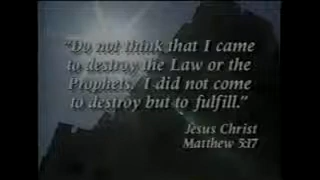 "Do not think that I came
to destroy the Law or the
Prophets. I did not come
to destroy but to fulfill."
Jesus Christ
Matthew 5:17